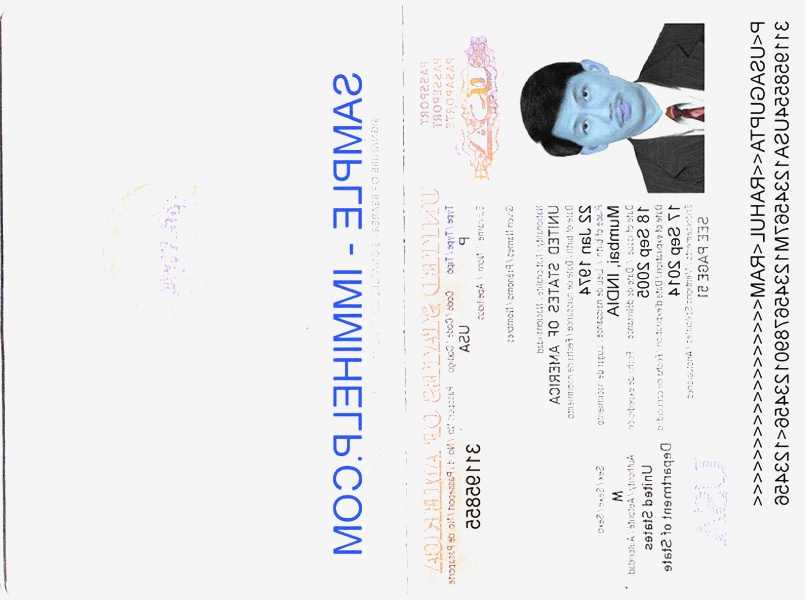 SAMPLE - IMMIHELP.COM
SIGNATURE OF BEARER
PASSPORT
PASSEPORT
PASAPORTE
USA
UNITED STATES OF AMERICA
Type / Type / Tipo Code / Code / Codigo Passport No. / No. du Passeport / No. de Pasaporte
P USA 31195855
Surname / Nom / Apellidos
Given Names / Prénoms / Nombres
Nationality / Nationalité / Nacionalidad
UNITED STATES OF AMERICA
Date of birth / Date de naissance / Fecha de nacimiento
22 Jan 1974
Place of birth / Lieu de naissance / Lugar de nacimiento Sex / Sexe / Sexo
Mumbai, INDIA M
Date of issue / Date de délivrance / Fecha de expedición Authority / Autorité / Autoridad
18 Sep 2005 United States
Date of expiration / Date d'expiration / Fecha de caducidad Department of State
17 Sep 2014
Endorsements / Mentions Spéciales / Anotaciones
SEE PAGE 51
USA
P<USAGUPTA<<RAHUL<RAM<<<<<<<<<<<<<<<<<<<<<<
311958554USA1234567M1234567890123456<123456